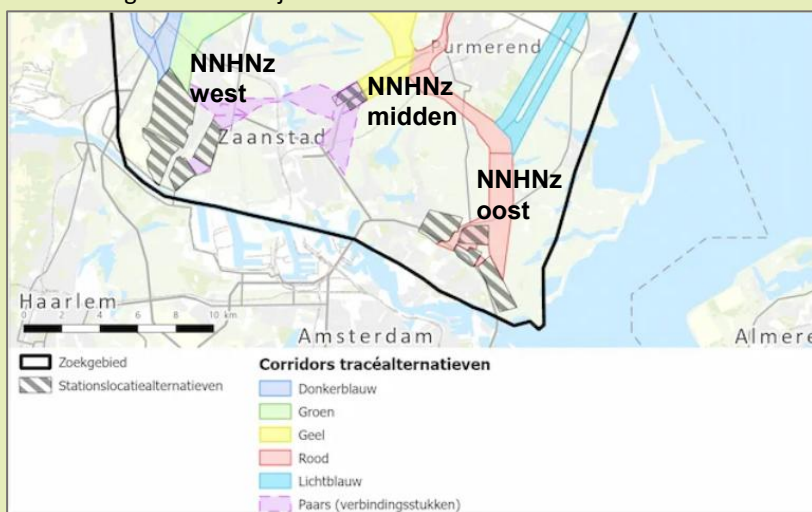 Purmerend
NNHNz
west
NNHNz
midden
Zaanstad
NNHNz
oost
Haarlem
0 2 4 6 8 10 km
Amsterdam
Almere
Zoekgebied
Stationslocatiealternatieven
Corridors tracéalternatieven
Donkerblauw
Groen
Geel
Rood
Lichtblauw
Paars (verbindingsstukken)